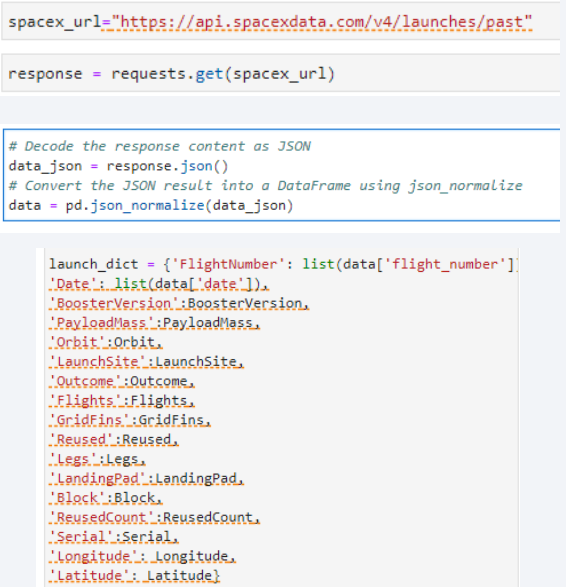 spacex_url="https://api.spacexdata.com/v4/launches/past"
response = requests.get(spacex_url)
# Decode the response content as JSON
data_json = response.json()
# Convert the JSON result into a DataFrame using json_normalize
data = pd.json_normalize(data_json)
launch_dict = {'FlightNumber': list(data['flight_number']
'Date': list(data['date']),
'BoosterVersion':BoosterVersion,
'PayloadMass':PayloadMass,
'Orbit':Orbit,
'LaunchSite':LaunchSite,
'Outcome':Outcome,
'Flights':Flights,
'GridFins':GridFins,
'Reused':Reused,
'Legs':Legs,
'LandingPad':LandingPad,
'Block':Block,
'ReusedCount':ReusedCount,
'Serial':Serial,
'Longitude': Longitude,
'Latitude': Latitude}